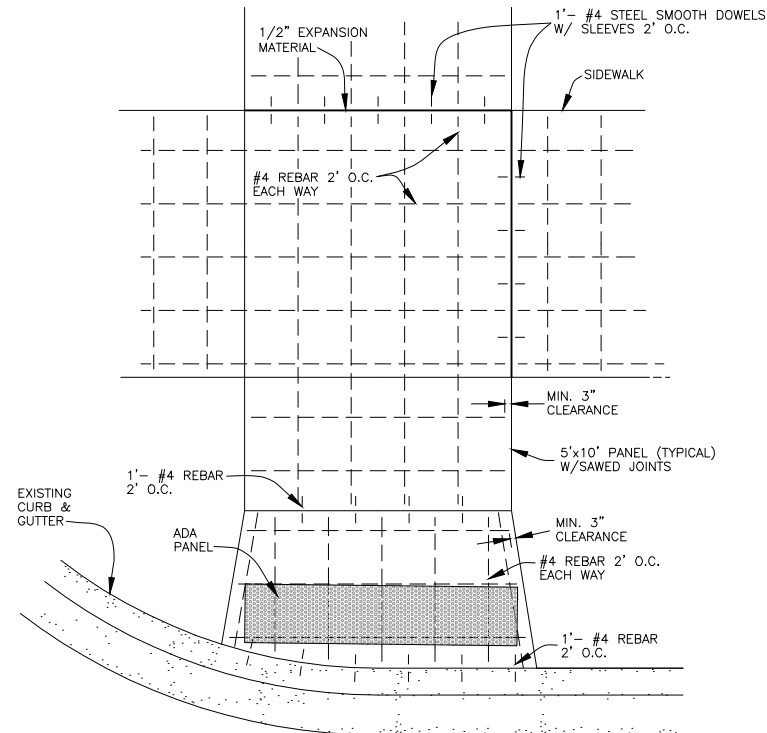 1'- #4 STEEL SMOOTH DOWELS
W/ SLEEVES 2' O.C.
1/2" EXPANSION
MATERIAL
SIDEWALK
#4 REBAR 2' O.C.
EACH WAY
MIN. 3"
CLEARANCE
5'x10' PANEL (TYPICAL)
W/SAWED JOINTS
1'- #4 REBAR
2' O.C.
EXISTING
CURB &
GUTTER
ADA
PANEL
MIN. 3"
CLEARANCE
#4 REBAR 2' O.C.
EACH WAY
1'- #4 REBAR
2' O.C.